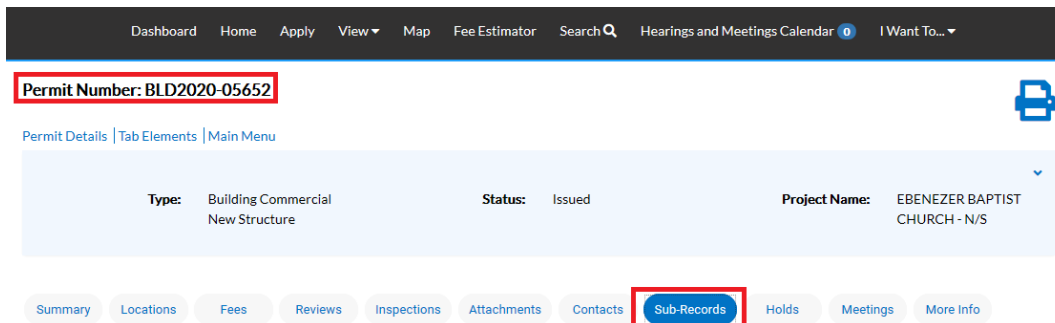 Dashboard Home Apply View Map Fee Estimator Search Hearings and Meetings Calendar 0 I Want To...
Permit Number: BLD2020-05652
Permit Details | Tab Elements | Main Menu
Type: Building Commercial Status: Issued Project Name: EBENEZER BAPTIST
New Structure CHURCH - N/S
Summary Locations Fees Reviews Inspections Attachments Contacts Sub-Records Holds Meetings More Info